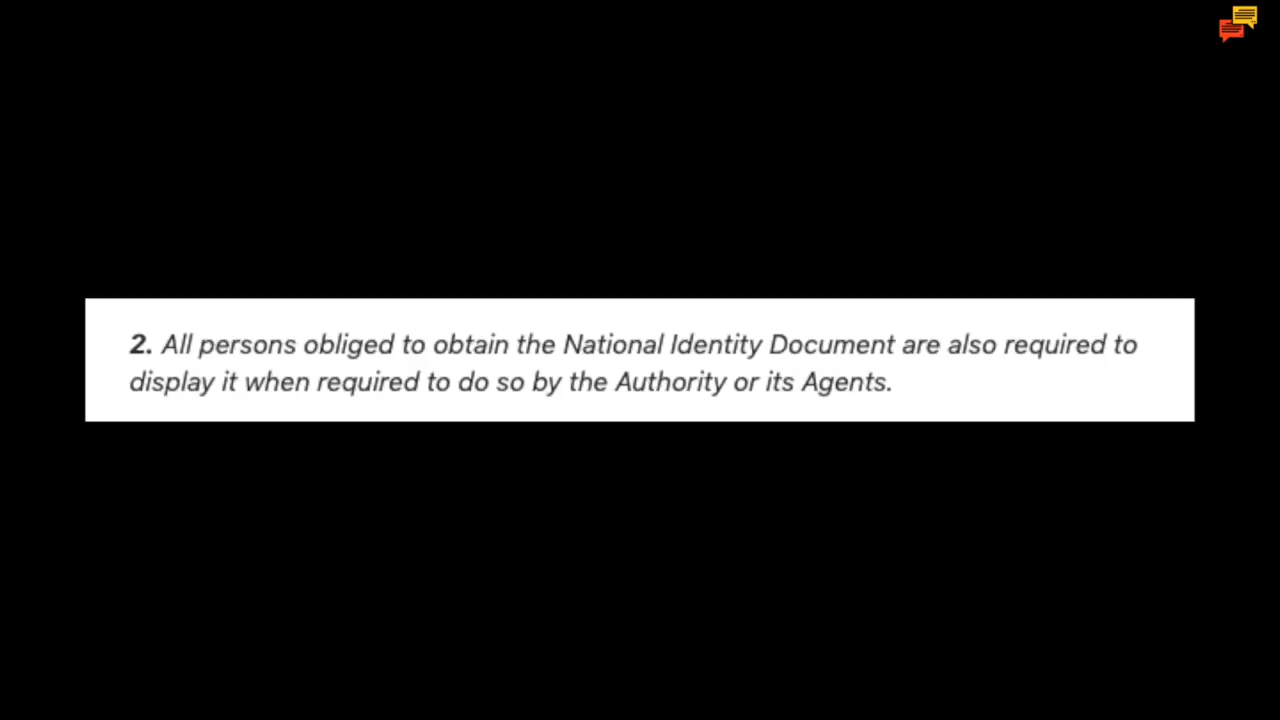 2. All persons obliged to obtain the National Identity Document are also required to
display it when required to do so by the Authority or its Agents.